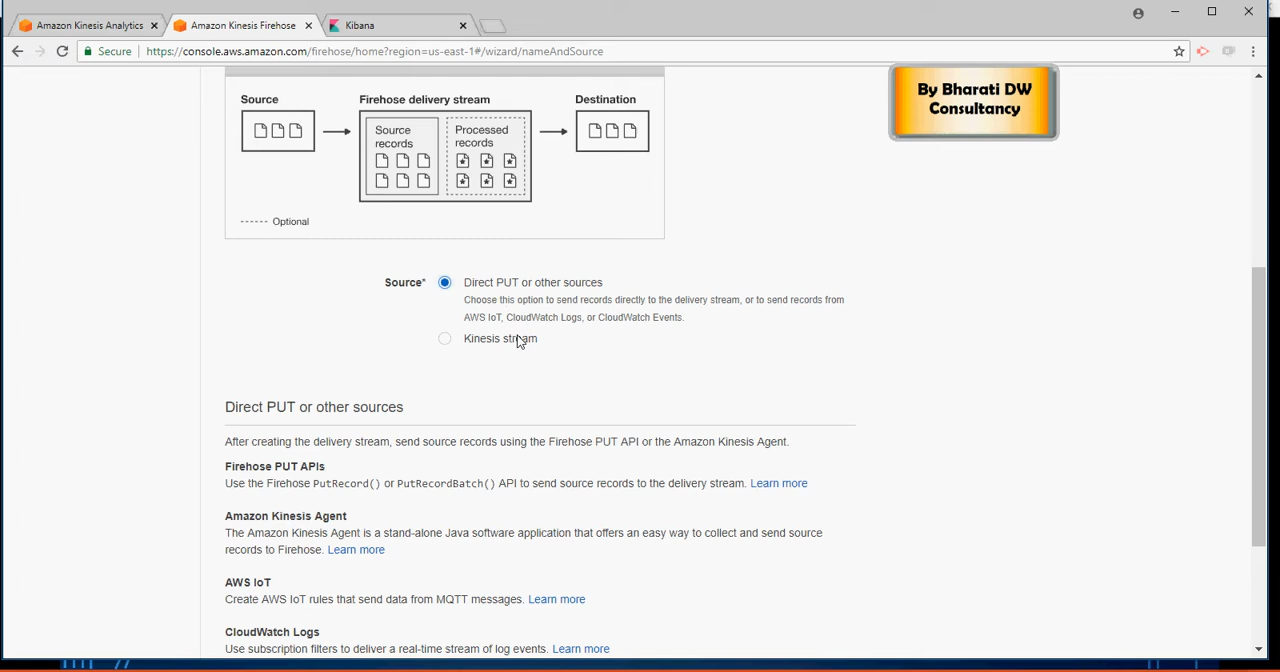 Amazon Kinesis Analytics
Amazon Kinesis Firehose
Kibana
Secure
https://console.aws.amazon.com/firehose/home?region=us-east-1#/wizard/nameAndSource
By Bharati DW
Consultancy
Source
Firehose delivery stream
Destination
Source
records
Processed
records
Optional
Source*
Direct PUT or other sources
Choose this option to send records directly to the delivery stream, or to send records from
AWS IoT, CloudWatch Logs, or CloudWatch Events.
Kinesis stream
Direct PUT or other sources
After creating the delivery stream, send source records using the Firehose PUT API or the Amazon Kinesis Agent.
Firehose PUT APIs
Use the Firehose PutRecord() or PutRecordBatch() API to send source records to the delivery stream. Learn more
Amazon Kinesis Agent
The Amazon Kinesis Agent is a stand-alone Java software application that offers an easy way to collect and send source
records to Firehose. Learn more
AWS IoT
Create AWS IoT rules that send data from MQTT messages. Learn more
CloudWatch Logs
Use subscription filters to deliver a real-time stream of log events. Learn more